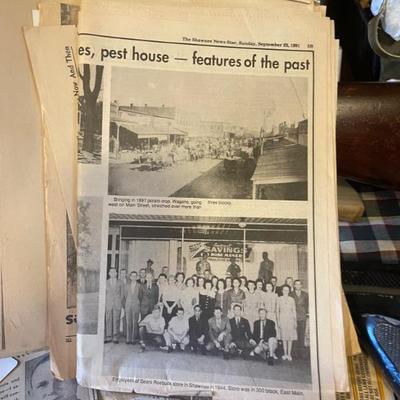 The Shawnee News-Star, Sunday, September 29, 1991
es, pest house — features of the past
Now And Then
Bringing in 1897 potato crop. Wagons, going
west on Main Street, stretched over more than
three blocks.
SAVINGS
Employees of Sears Roebuck store in Shawnee in 1944. Store was in 200 block, East Main.